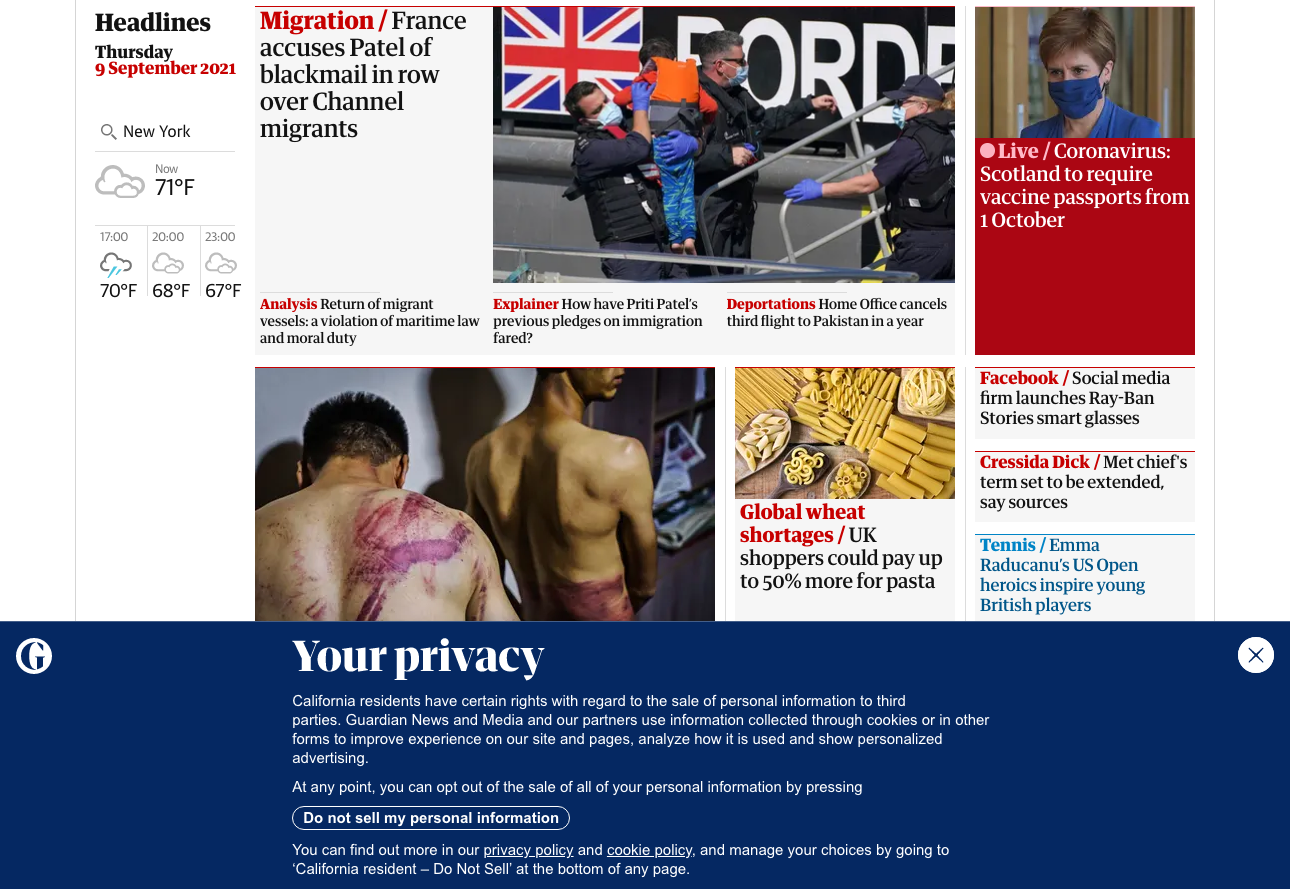 Headlines
Thursday
9 September 2021
New York
Now
71°F
17:00
20:00
23:00
70°F
68°F
67°F
Migration / France
accuses Patel of
blackmail in row
over Channel
migrants
BORDE
Analysis Return of migrant
vessels: a violation of maritime law
and moral duty
Explainer How have Priti Patel’s
previous pledges on immigration
fared?
Deportations Home Office cancels
third flight to Pakistan in a year
Live / Coronavirus:
Scotland to require
vaccine passports from
1 October
Global wheat
shortages / UK
shoppers could pay up
to 50% more for pasta
Facebook / Social media
firm launches Ray-Ban
Stories smart glasses
Cressida Dick / Met chief's
term set to be extended,
say sources
Tennis / Emma
Raducanu’s US Open
heroics inspire young
British players
G
Your privacy
California residents have certain rights with regard to the sale of personal information to third
parties. Guardian News and Media and our partners use information collected through cookies or in other
forms to improve experience on our site and pages, analyze how it is used and show personalized
advertising.
At any point, you can opt out of the sale of all of your personal information by pressing
Do not sell my personal information
You can find out more in our privacy policy and cookie policy, and manage your choices by going to
‘California resident – Do Not Sell’ at the bottom of any page.